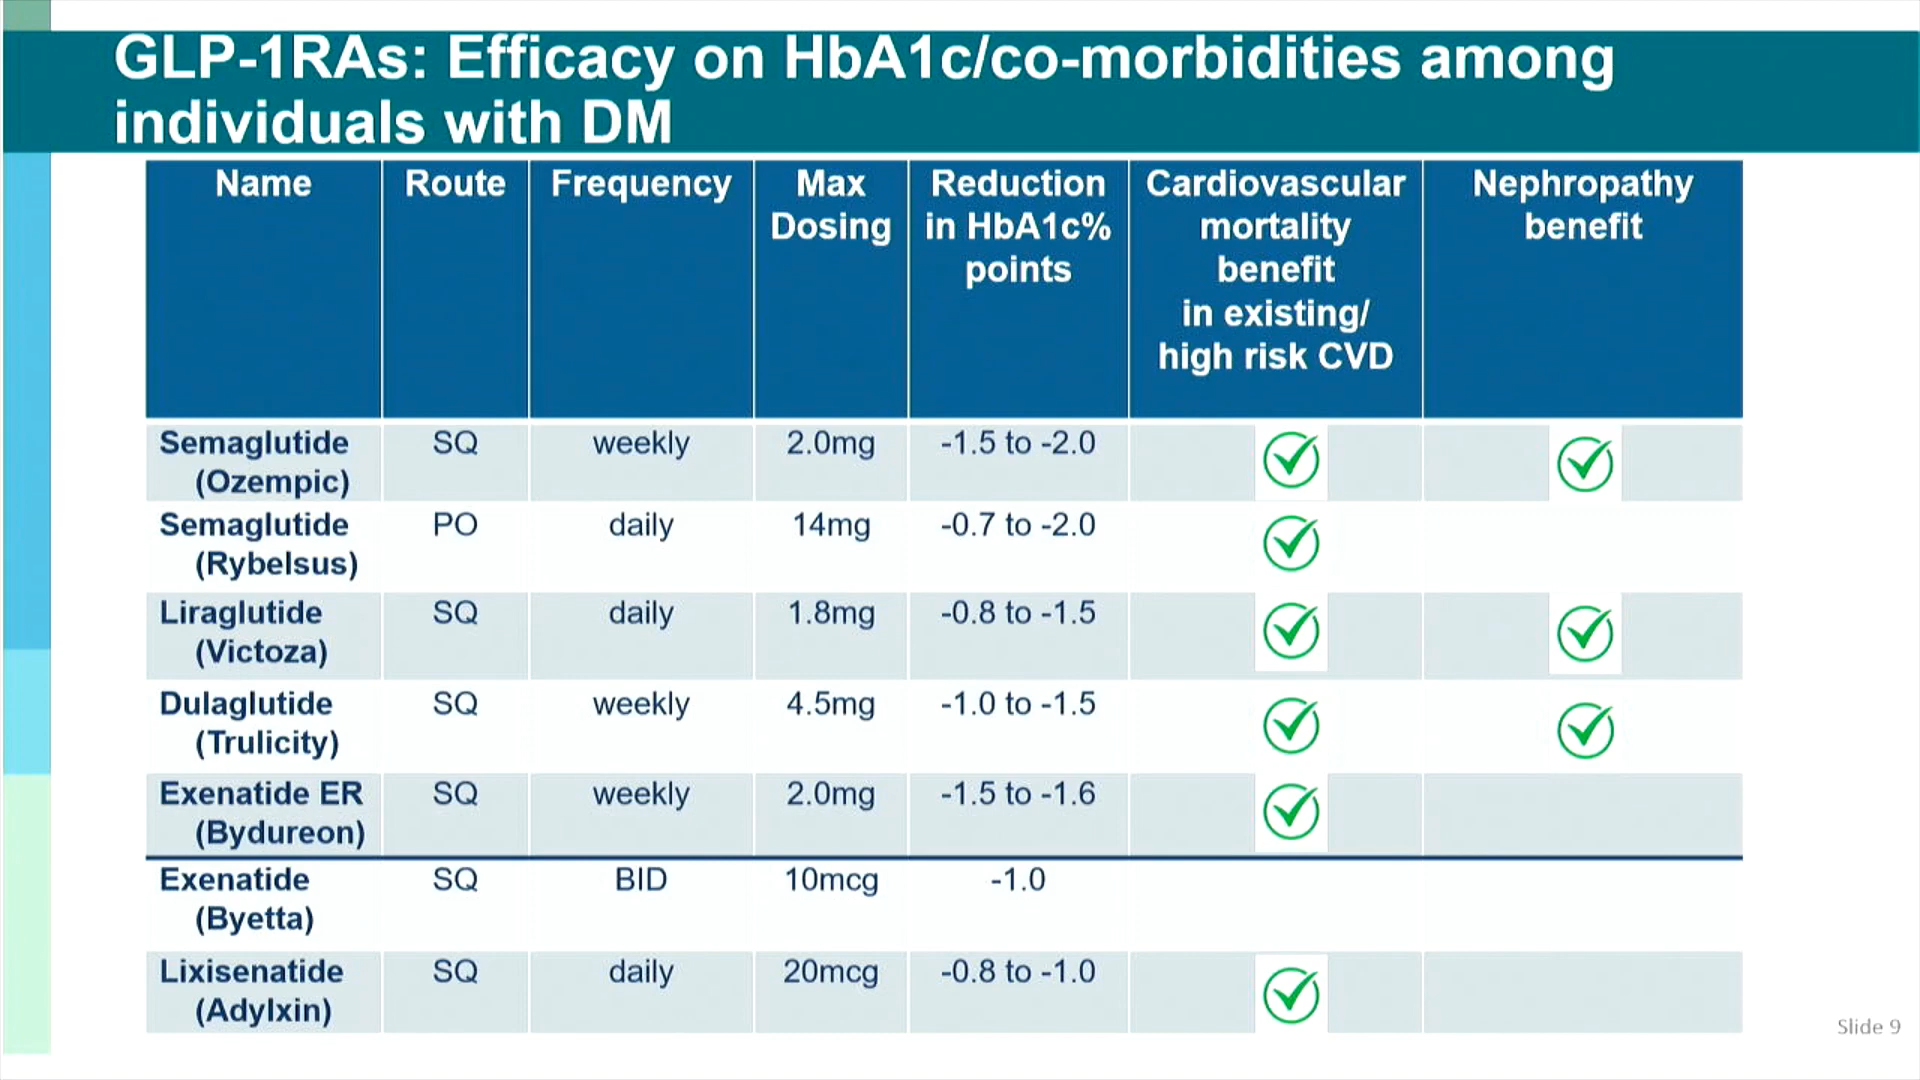 GLP-1RAs: Efficacy on HbA1c/co-morbidities among
individuals with DM
Name
Route
Frequency
Max
Dosing
Reduction
in HbA1c%
points
Cardiovascular
mortality
benefit
in existing/
high risk CVD
Nephropathy
benefit
Semaglutide
(Ozempic)
SQ
weekly
2.0mg
-1.5 to -2.0
Semaglutide
(Rybelsus)
PO
daily
14mg
-0.7 to -2.0
Liraglutide
(Victoza)
SQ
daily
1.8mg
-0.8 to -1.5
Dulaglutide
(Trulicity)
SQ
weekly
4.5mg
-1.0 to -1.5
Exenatide ER
(Bydureon)
SQ
weekly
2.0mg
-1.5 to -1.6
Exenatide
(Byetta)
SQ
BID
10mcg
-1.0
Lixisenatide
(Adylxin)
SQ
daily
20mcg
-0.8 to -1.0
Slide 9